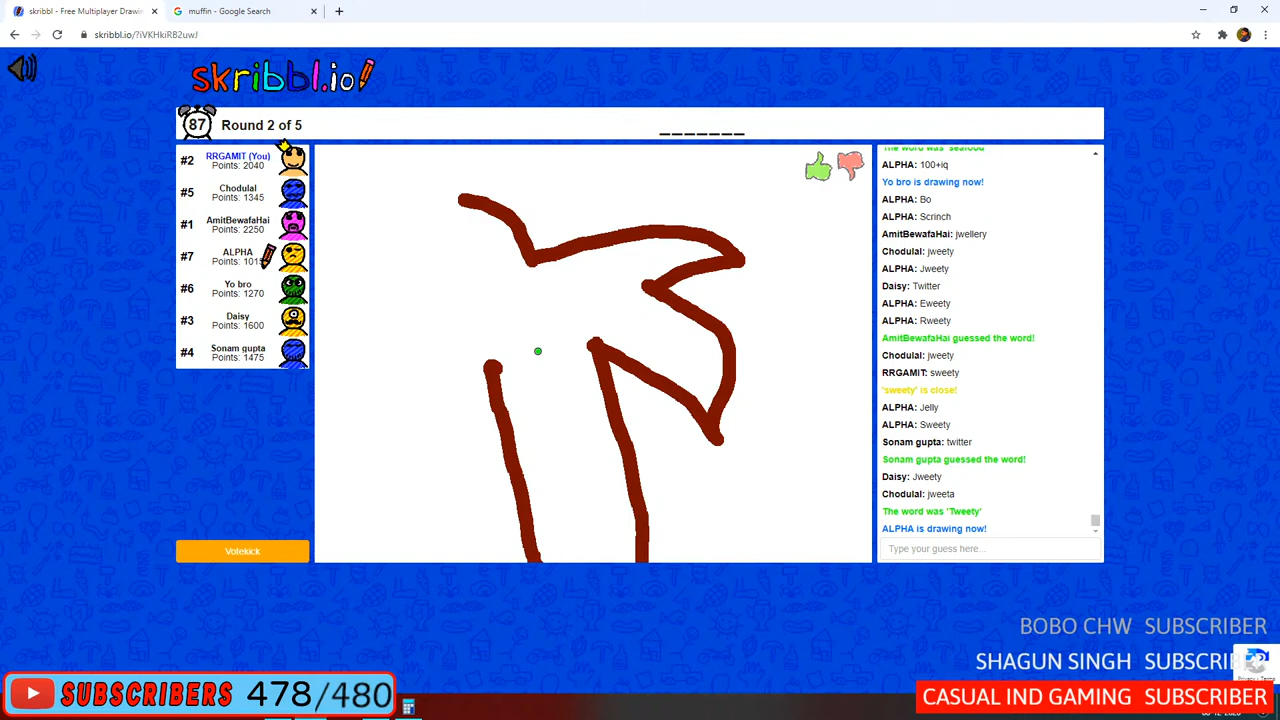 skribbl - Free Multiplayer Drawin
muffin - Google Search
skribbl.io/?iVKHkiRB2uwJ
skribbl.io
87
Round 2 of 5
_______
#2
RRGAMIT (You)
Points: 2040
#5
Chodulal
Points: 1345
#1
AmitBewafaHai
Points: 2250
#7
ALPHA
Points: 1015
#6
Yo bro
Points: 1270
#3
Daisy
Points: 1600
#4
Sonam gupta
Points: 1475
Votekick
The word was 'seafood'
ALPHA: 100+iq
Yo bro is drawing now!
ALPHA: Bo
ALPHA: Scrinch
AmitBewafaHai: jwellery
Chodulal: jweety
ALPHA: Jweety
Daisy: Twitter
ALPHA: Eweety
ALPHA: Rweety
AmitBewafaHai guessed the word!
Chodulal: jweety
RRGAMIT: sweety
'sweety' is close!
ALPHA: Jelly
ALPHA: Sweety
Sonam gupta: twitter
Sonam gupta guessed the word!
Daisy: Jweety
Chodulal: jweeta
The word was 'Tweety'
ALPHA is drawing now!
Type your guess here...
BOBO CHW SUBSCRIBER
SHAGUN SINGH SUBSCRI
CASUAL IND GAMING SUBSCRIBER
SUBSCRIBERS 478/480